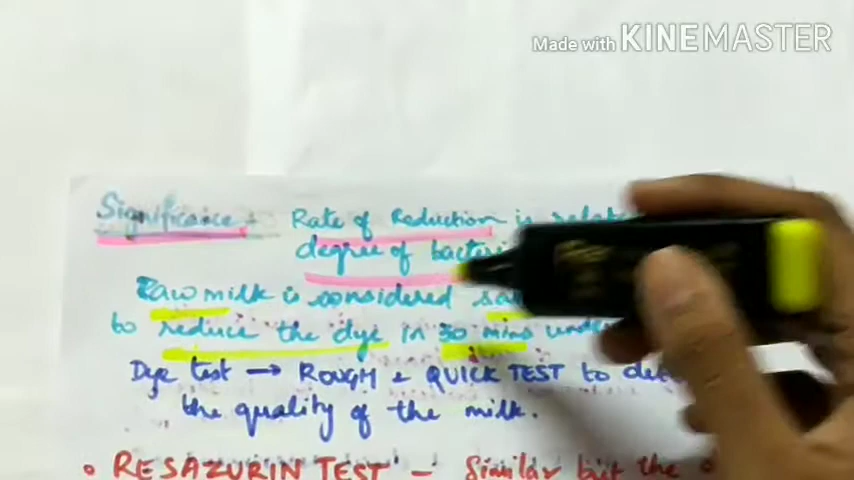 Made with KINEMASTER
Significance - Rate of Reduction is
degree of
Raw milk is considered
to reduce the dye in 30 mins
Dye test → ROUGH & QUICK TEST to
the quality of the milk.
• RESAZURIN TEST - Similar but the